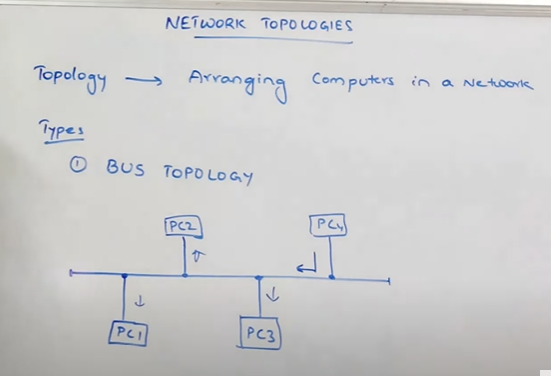 NETWORK TOPOLOGIES
Topology → Arranging Computers in a Network
Types
① BUS TOPOLOGY
PC2
PC4
PC1
PC3